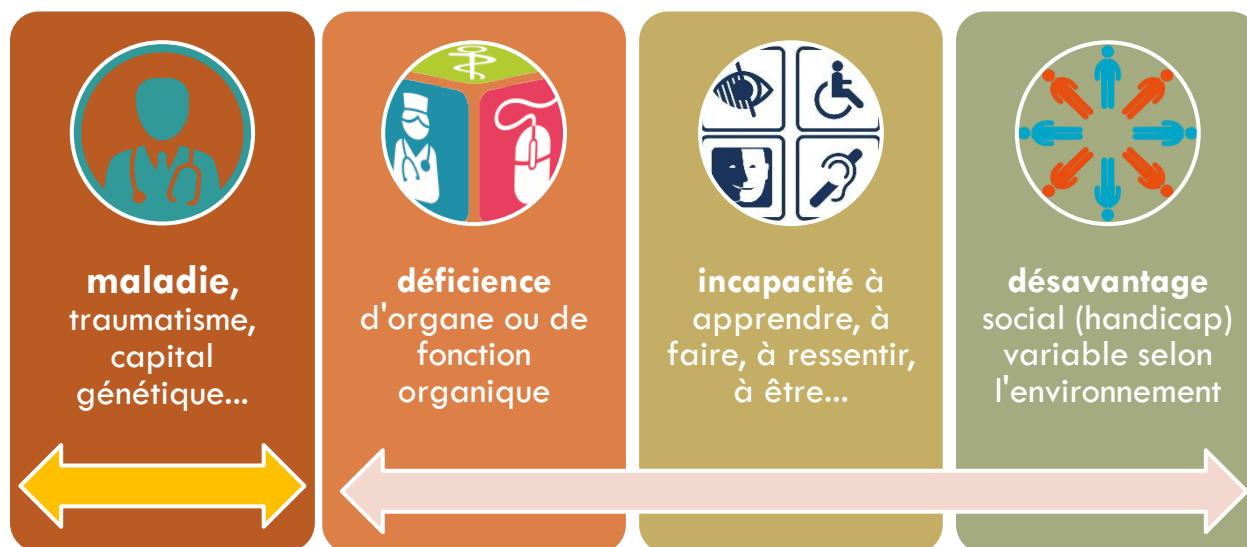 maladie,
traumatisme,
capital
génétique...
déficience
d'organe ou de
fonction
organique
incapacité à
apprendre, à
faire, à ressentir,
à être...
désavantage
social (handicap)
variable selon
l'environnement